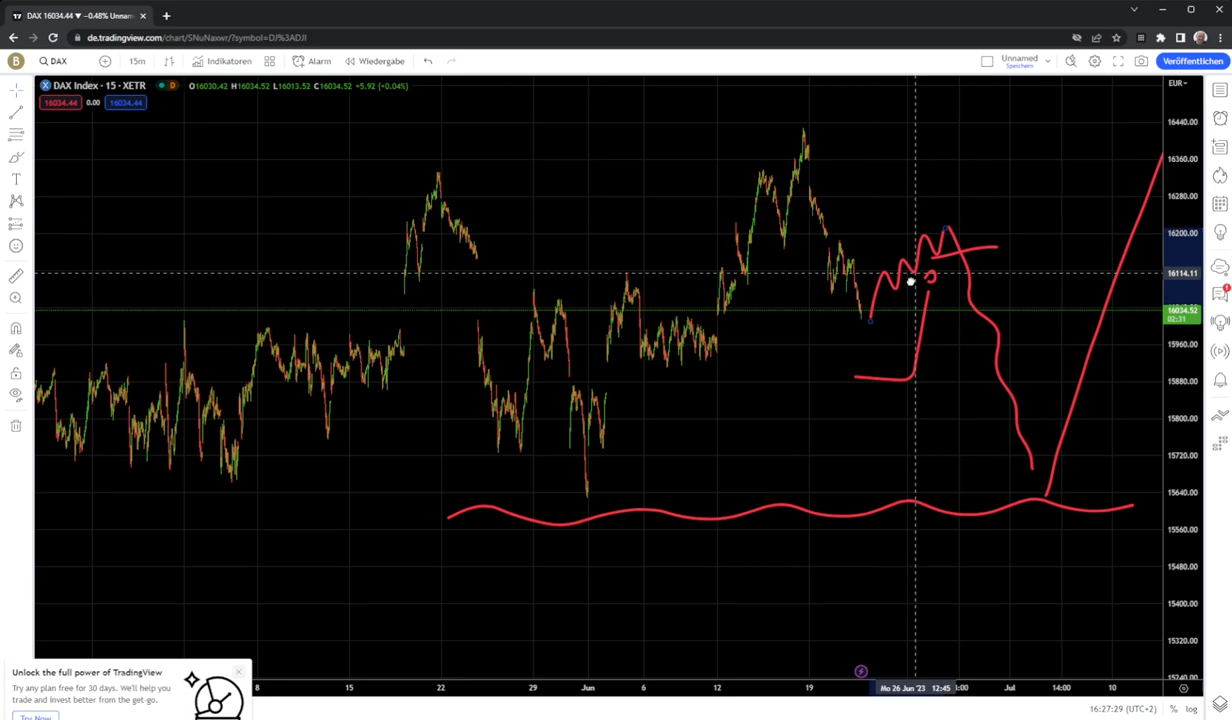 DAX 16034.44 ▼ −0.48% Unnam
de.tradingview.com/chart/SNuNaxwr/?symbol=DJ%3ADJI
B DAX 15m Indikatoren Alarm Wiedergabe Unnamed Speichern Veröffentlichen
DAX Index · 15 · XETR D O16030.42 H16034.52 L16013.52 C16034.52 +5.92 (+0.04%) EUR
16034.44 0.00 16034.44
16440.00
16360.00
16280.00
16200.00
16114.11
16034.52
02:31
15960.00
15880.00
15800.00
15720.00
15640.00
15560.00
15480.00
15400.00
15320.00
15240.00
Unlock the full power of TradingView
Try any plan free for 30 days. We'll help you
trade and invest better from the get-go.
Try Now
8 15 22 29 Jun 6 12 19 Mo 26 Jun '23 12:45 :00 Jul 14:00 10
16:27:29 (UTC+2) % log